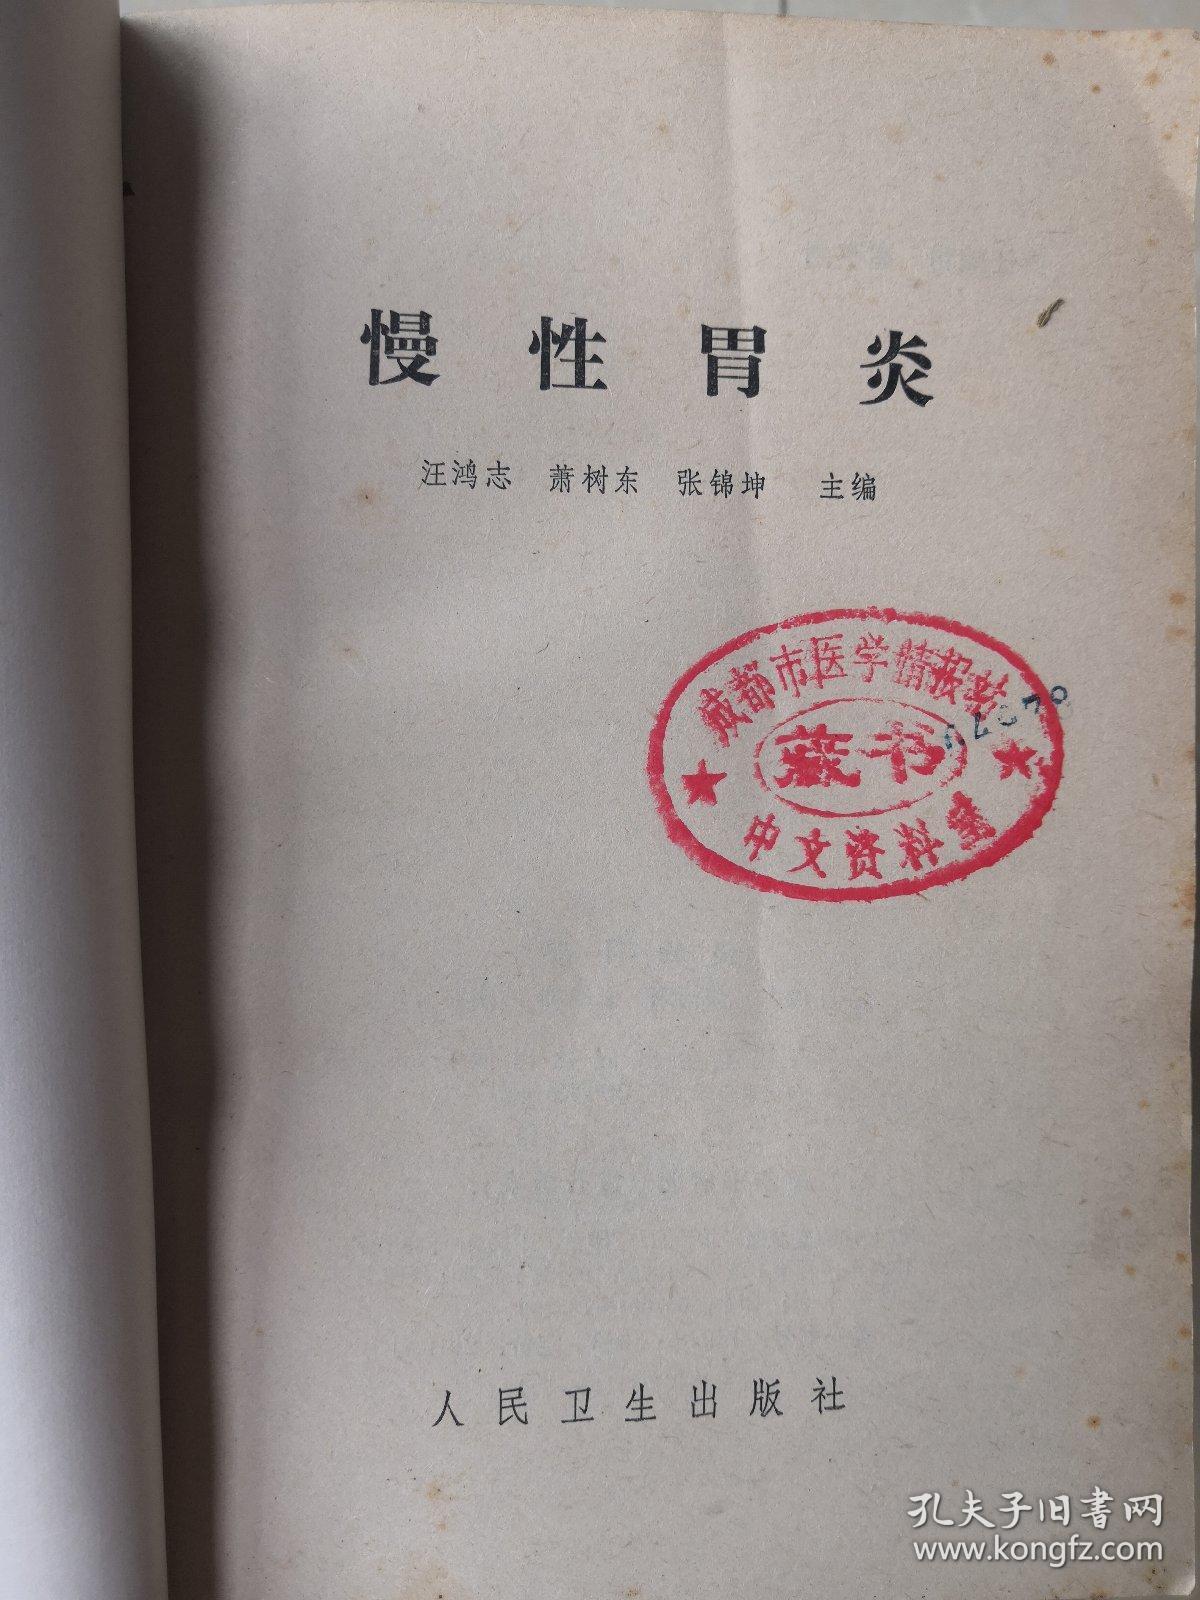 慢性胃炎
汪鸿志 萧树东 张锦坤 主编
成都市医学情报站
藏书
中文资料室
人民卫生出版社
孔夫子旧书网
www.kongfz.com